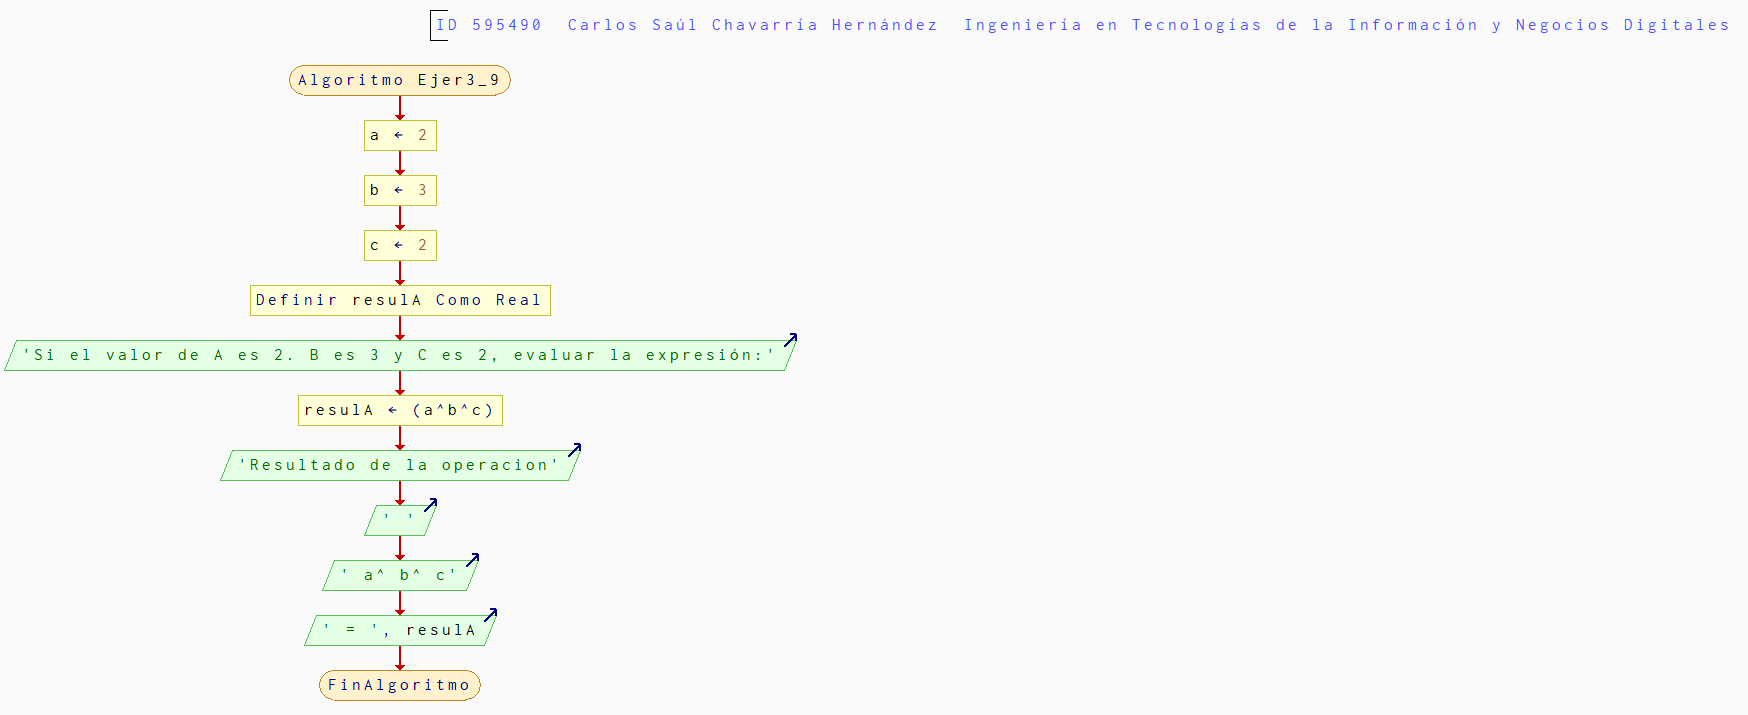 ID 595490 Carlos Saúl Chavarría Hernández Ingeniería en Tecnologías de la Información y Negocios Digitales
Algoritmo Ejer3_9
a ← 2
b ← 3
c ← 2
Definir resulA Como Real
'Si el valor de A es 2. B es 3 y C es 2, evaluar la expresión:'
resulA ← (a^b^c)
'Resultado de la operacion'
' '
' a^ b^ c'
' = ', resulA
FinAlgoritmo